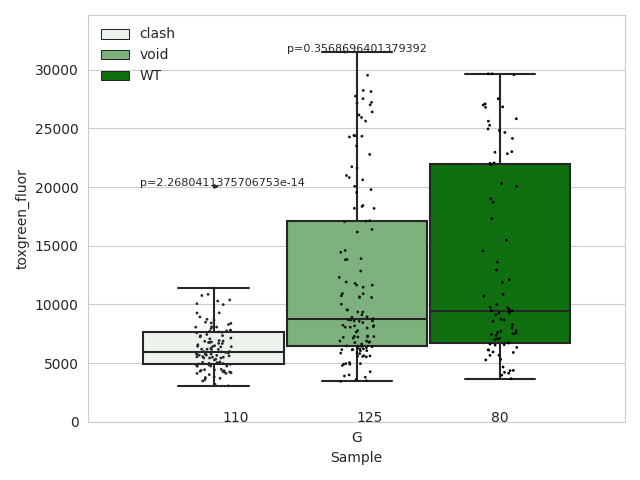 clash
void
WT
p=0.3568696401379392
p=2.2680411375706753e-14
toxgreen_fluor
30000
25000
20000
15000
10000
5000
0
110 125 80
G
Sample